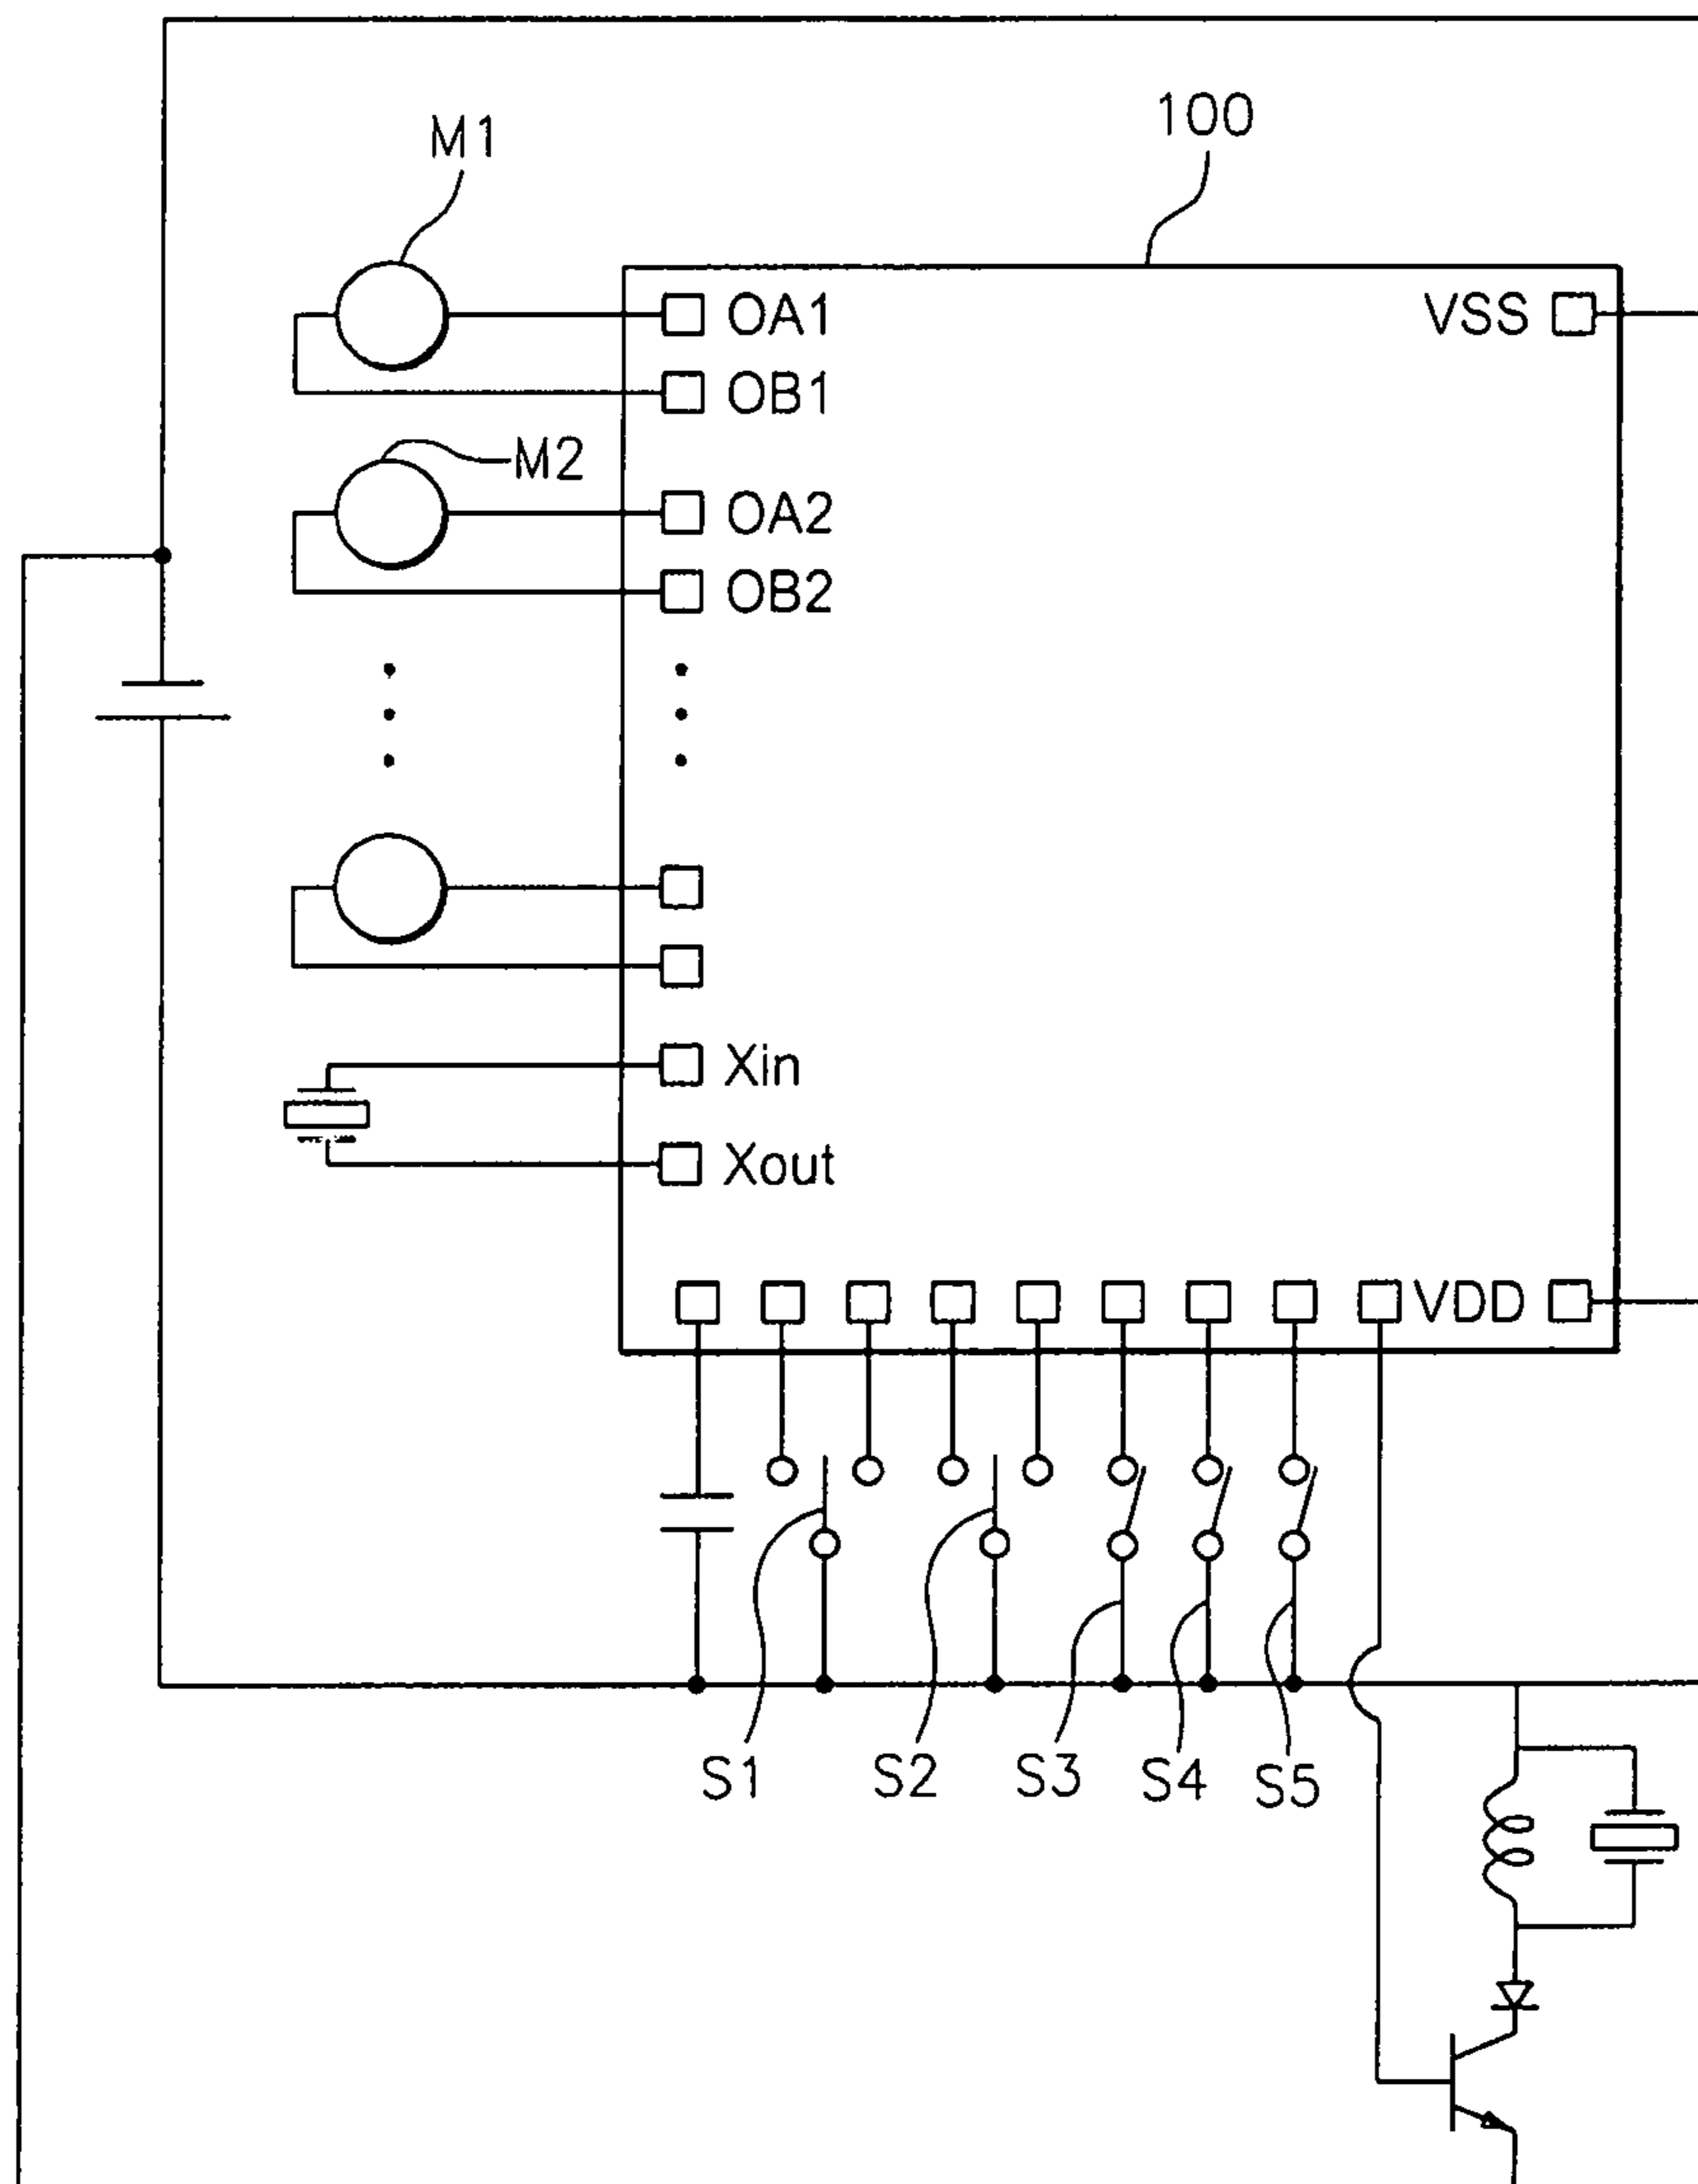 M1
100
OA1
VSS
OB1
M2
OA2
OB2
Xin
Xout
VDD
S1
S2
S3
S4
S5